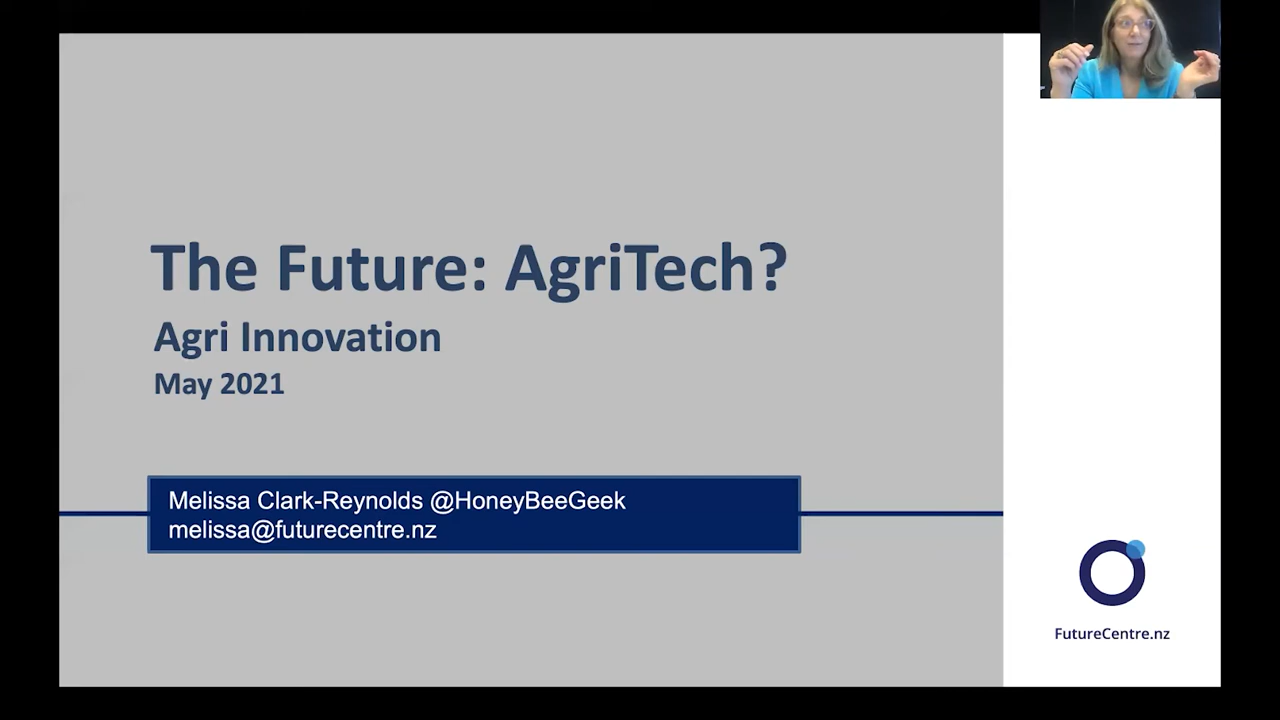 The Future: AgriTech?
Agri Innovation
May 2021
Melissa Clark-Reynolds @HoneyBeeGeek
melissa@futurecentre.nz
FutureCentre.nz